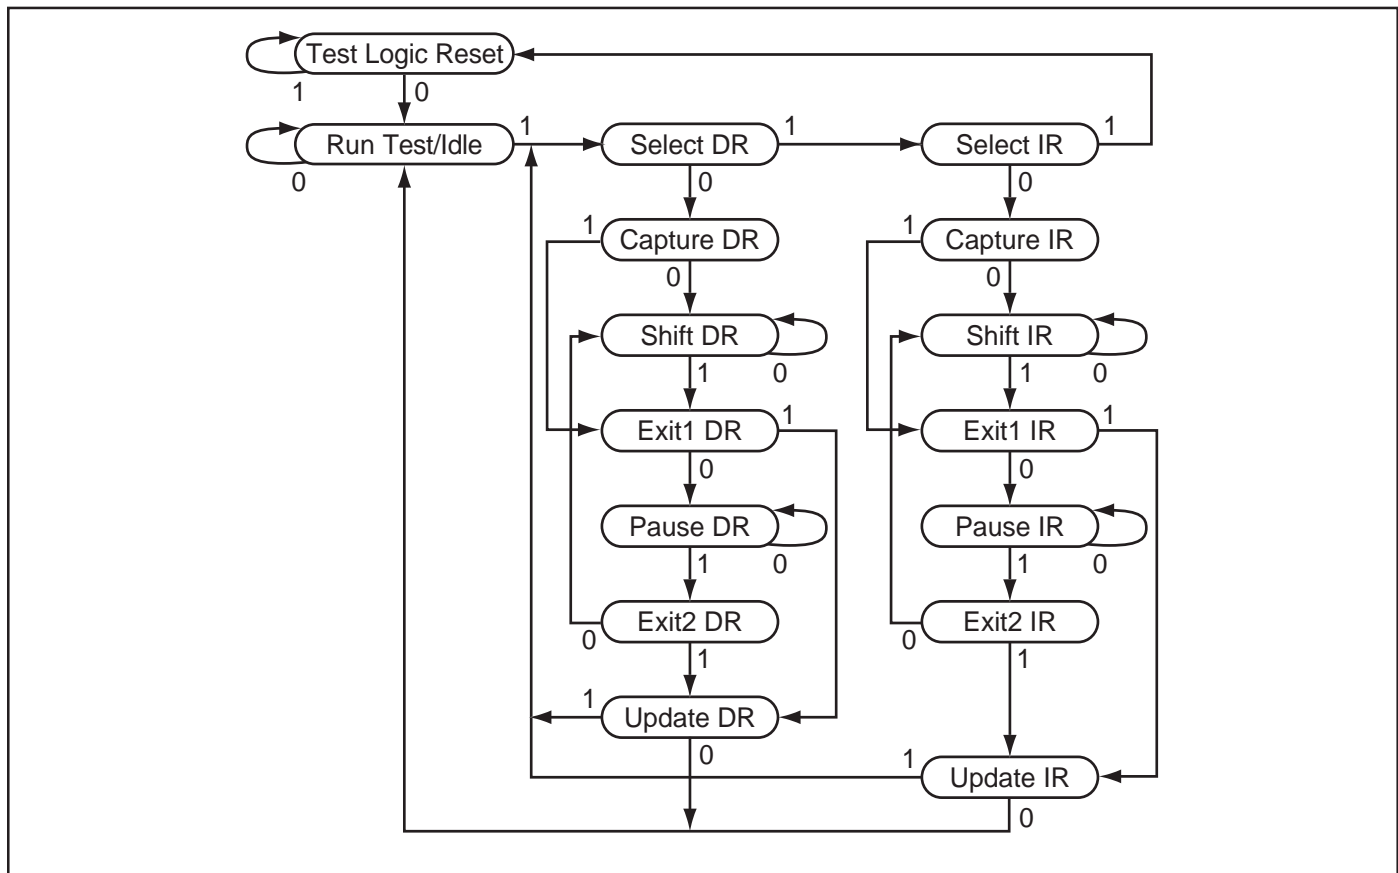 Test Logic Reset
1 0
Run Test/Idle 1 Select DR 1 Select IR 1
0 0 0
1 Capture DR 1 Capture IR
0 0
Shift DR Shift IR
1 0 1 0
Exit1 DR 1 Exit1 IR 1
0 0
Pause DR Pause IR
1 0 1 0
Exit2 DR Exit2 IR
0 1 0 1
1 Update DR
0 1 Update IR
0